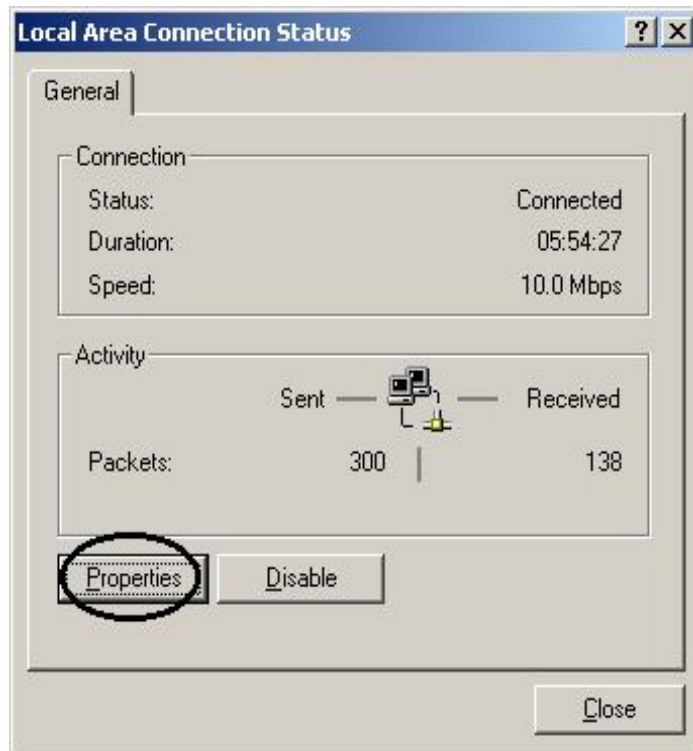 Local Area Connection Status ? X
General
Connection
Status: Connected
Duration: 05:54:27
Speed: 10.0 Mbps
Activity
Sent Received
Packets: 300 138
Properties Disable
Close